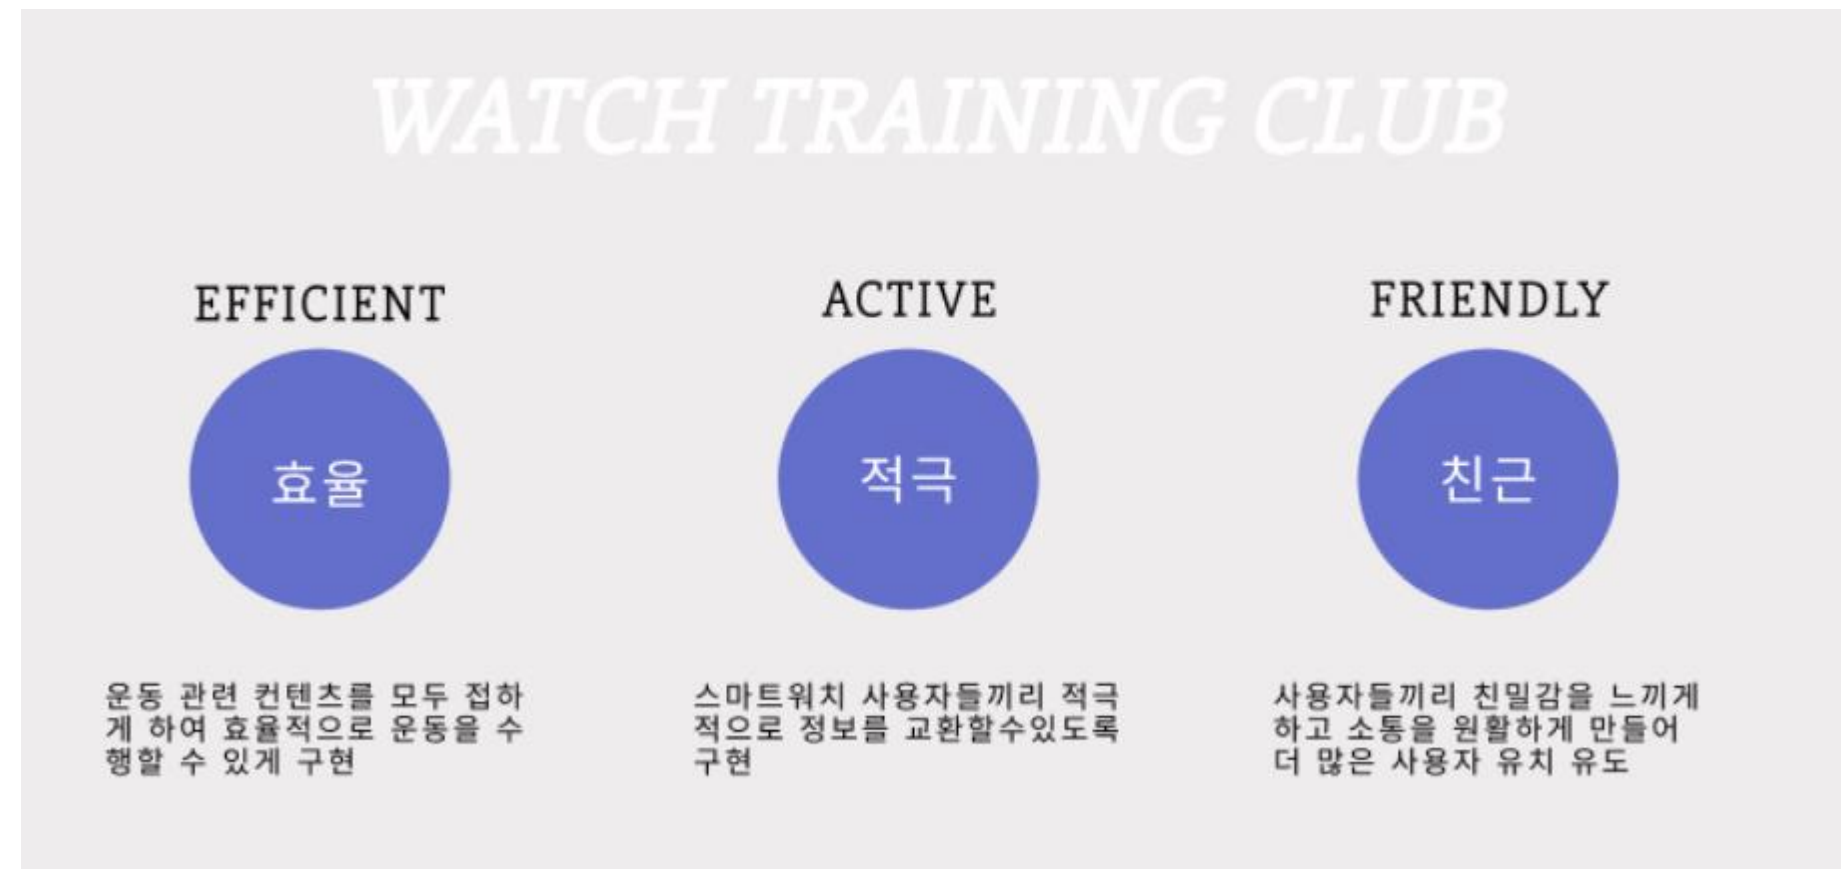 WATCH TRAINING CLUB
EFFICIENT
효율
운동 관련 컨텐츠를 모두 접하
게 하여 효율적으로 운동을 수
행할 수 있게 구현
ACTIVE
적극
스마트워치 사용자들끼리 적극
적으로 정보를 교환할수있도록
구현
FRIENDLY
친근
사용자들끼리 친밀감을 느끼게
하고 소통을 원활하게 만들어
더 많은 사용자 유치 유도